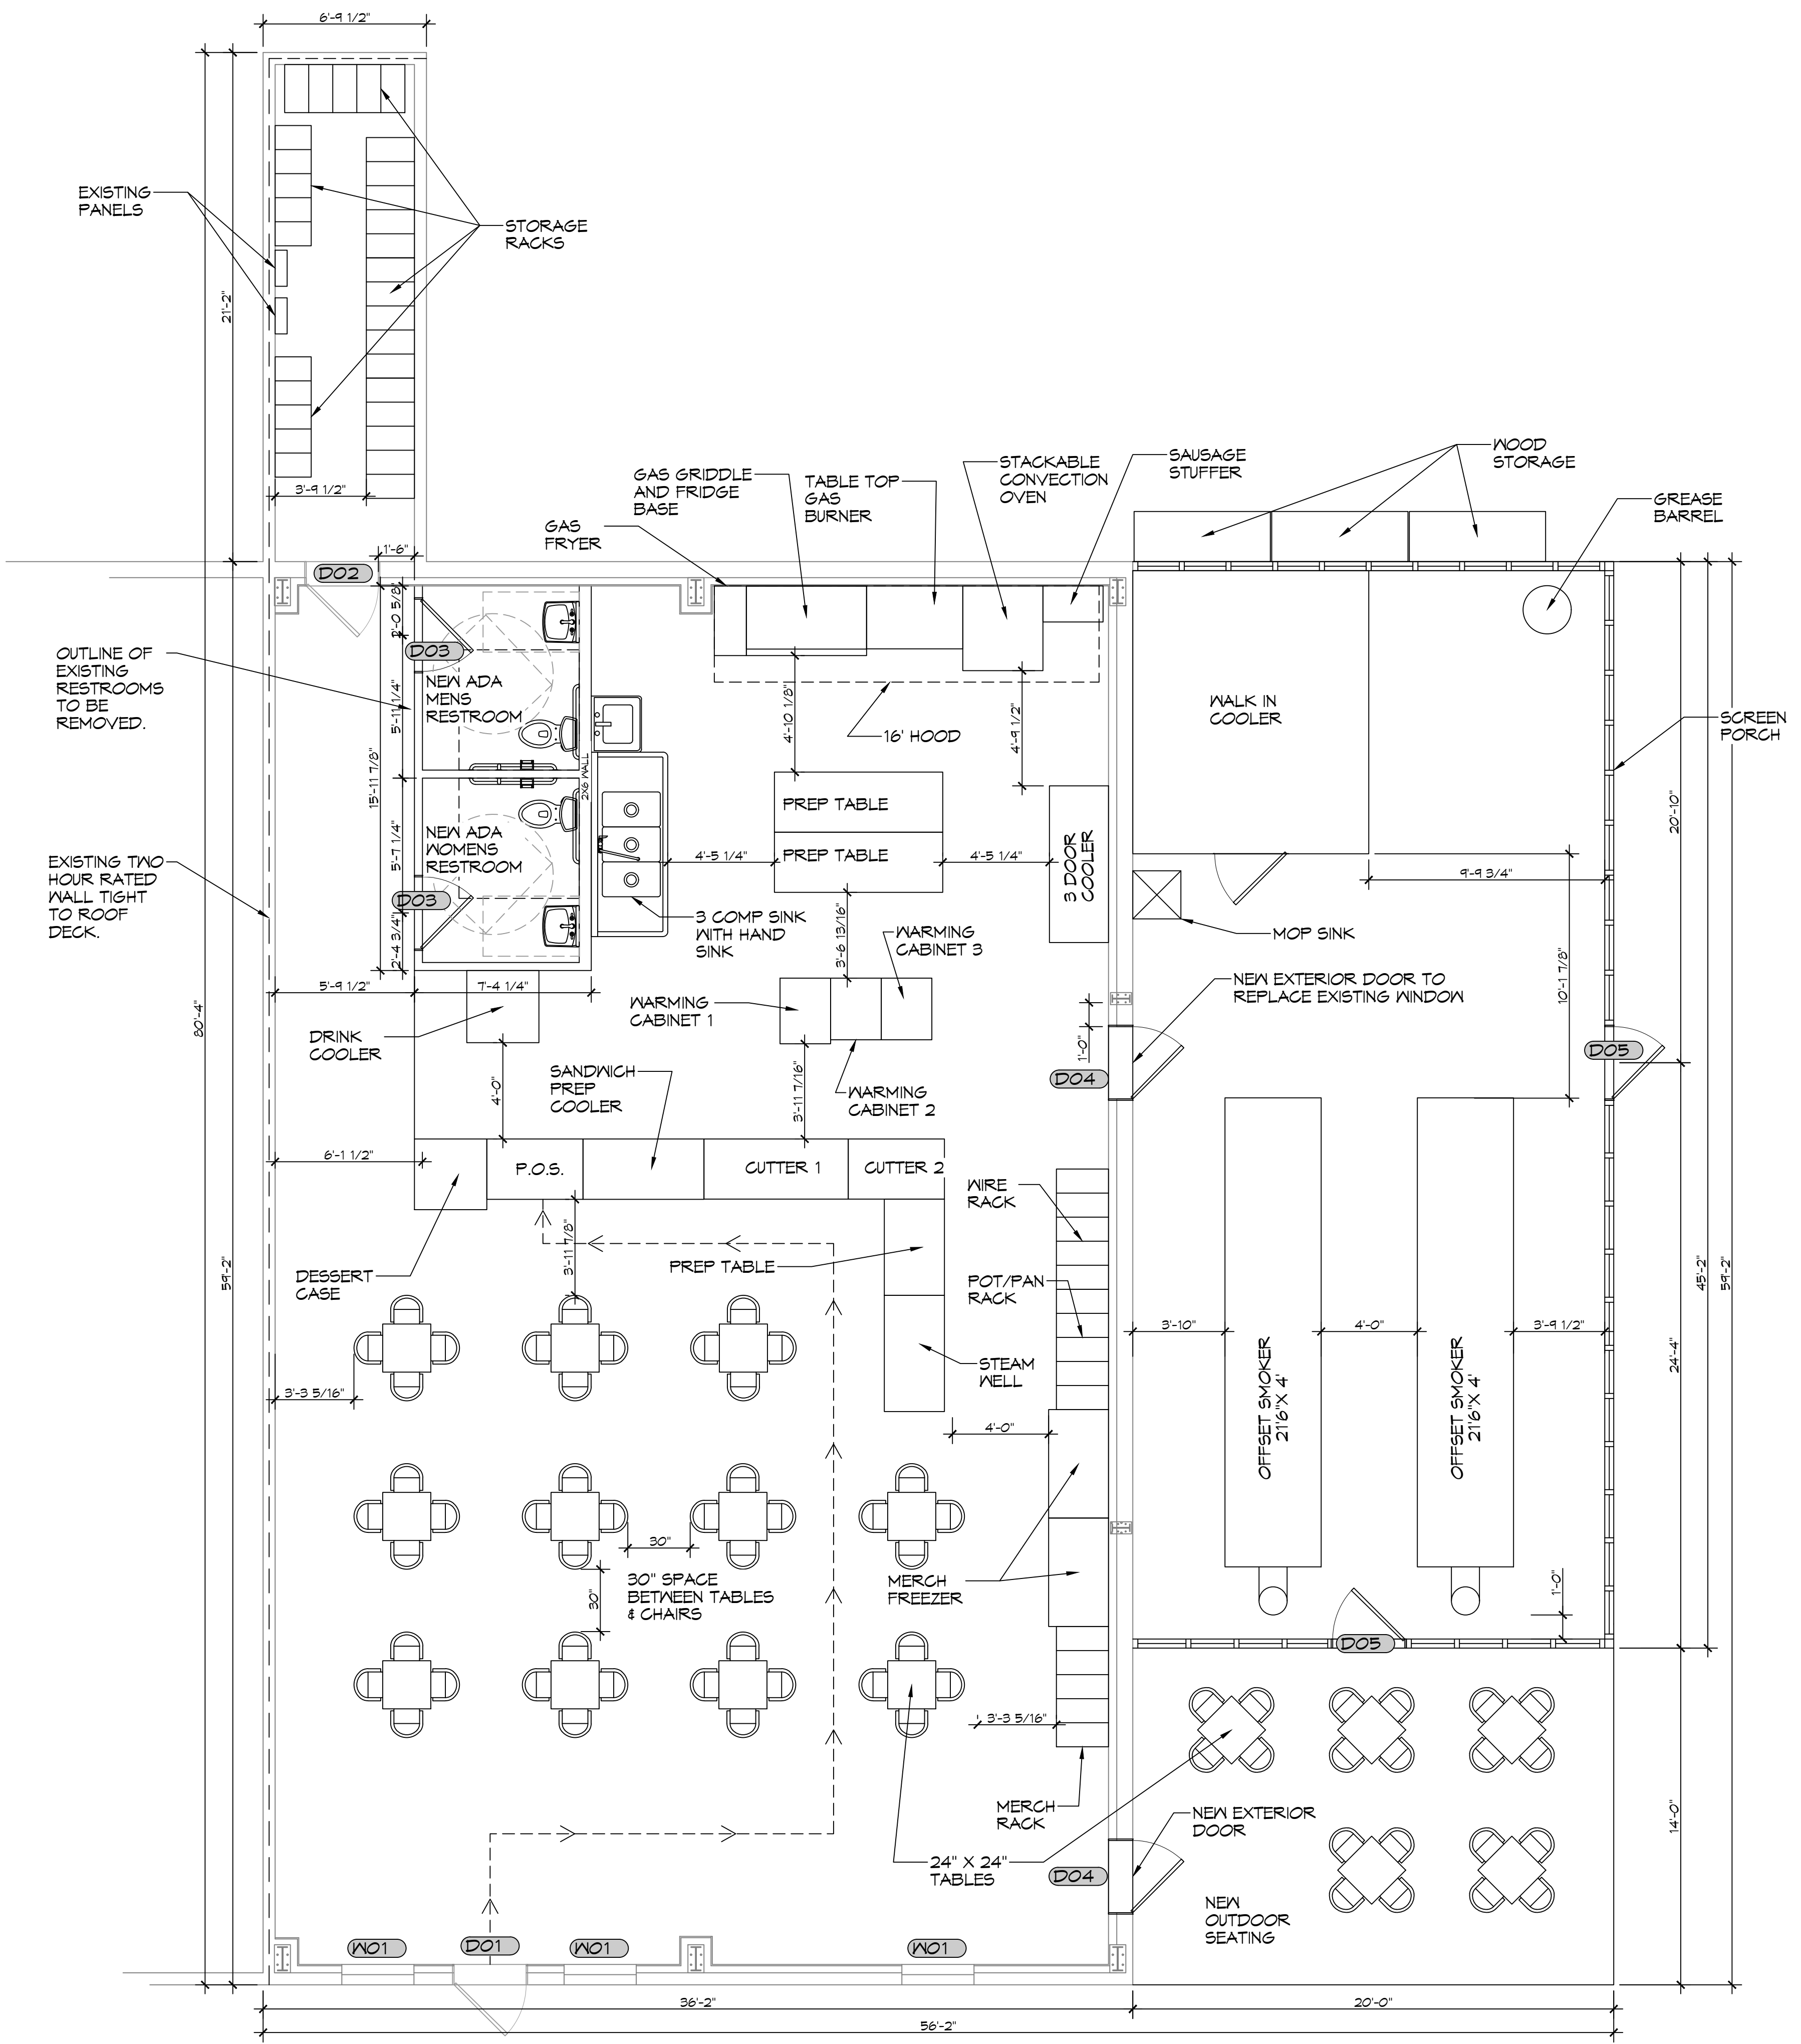 6'-9 1/2"
EXISTING
PANELS
STORAGE
RACKS
21'-2"
3'-9 1/2"
1'-6"
D02
GAS
FRYER
GAS GRIDDLE
AND FRIDGE
BASE
TABLE TOP
GAS
BURNER
STACKABLE
CONVECTION
OVEN
SAUSAGE
STUFFER
WOOD
STORAGE
GREASE
BARREL
2'-0 5/8"
D03
OUTLINE OF
EXISTING
RESTROOMS
TO BE
REMOVED.
NEW ADA
MENS
RESTROOM
5'-11 1/4"
15'-11 7/8"
2X6 WALL
4'-10 1/8"
16' HOOD
4'-9 1/2"
WALK IN
COOLER
SCREEN
PORCH
20'-10"
EXISTING TWO
HOUR RATED
WALL TIGHT
TO ROOF
DECK.
NEW ADA
WOMENS
RESTROOM
5'-7 1/4"
D03
2'-4 3/4"
PREP TABLE
PREP TABLE
4'-5 1/4"
4'-5 1/4"
3 DOOR
COOLER
9'-9 3/4"
3 COMP SINK
WITH HAND
SINK
3'-6 13/16"
WARMING
CABINET 3
MOP SINK
10'-1 7/8"
5'-9 1/2"
7'-4 1/4"
WARMING
CABINET 1
NEW EXTERIOR DOOR TO
REPLACE EXISTING WINDOW
80'-4"
DRINK
COOLER
1'-0"
D05
4'-0"
SANDWICH
PREP
COOLER
3'-11 7/16"
WARMING
CABINET 2
D04
6'-1 1/2"
P.O.S.
CUTTER 1
CUTTER 2
WIRE
RACK
3'-11 7/8"
PREP TABLE
DESSERT
CASE
POT/PAN
RACK
59'-2"
45'-2"
59'-2"
3'-10"
4'-0"
3'-9 1/2"
24'-4"
STEAM
WELL
OFFSET SMOKER
21'6"X 4'
OFFSET SMOKER
21'6"X 4'
3'-3 5/16"
4'-0"
30"
30"
30" SPACE
BETWEEN TABLES
& CHAIRS
MERCH
FREEZER
1'-0"
D05
3'-3 5/16"
MERCH
RACK
NEW EXTERIOR
DOOR
14'-0"
24" X 24"
TABLES
D04
NEW
OUTDOOR
SEATING
W01
D01
W01
W01
36'-2"
20'-0"
56'-2"